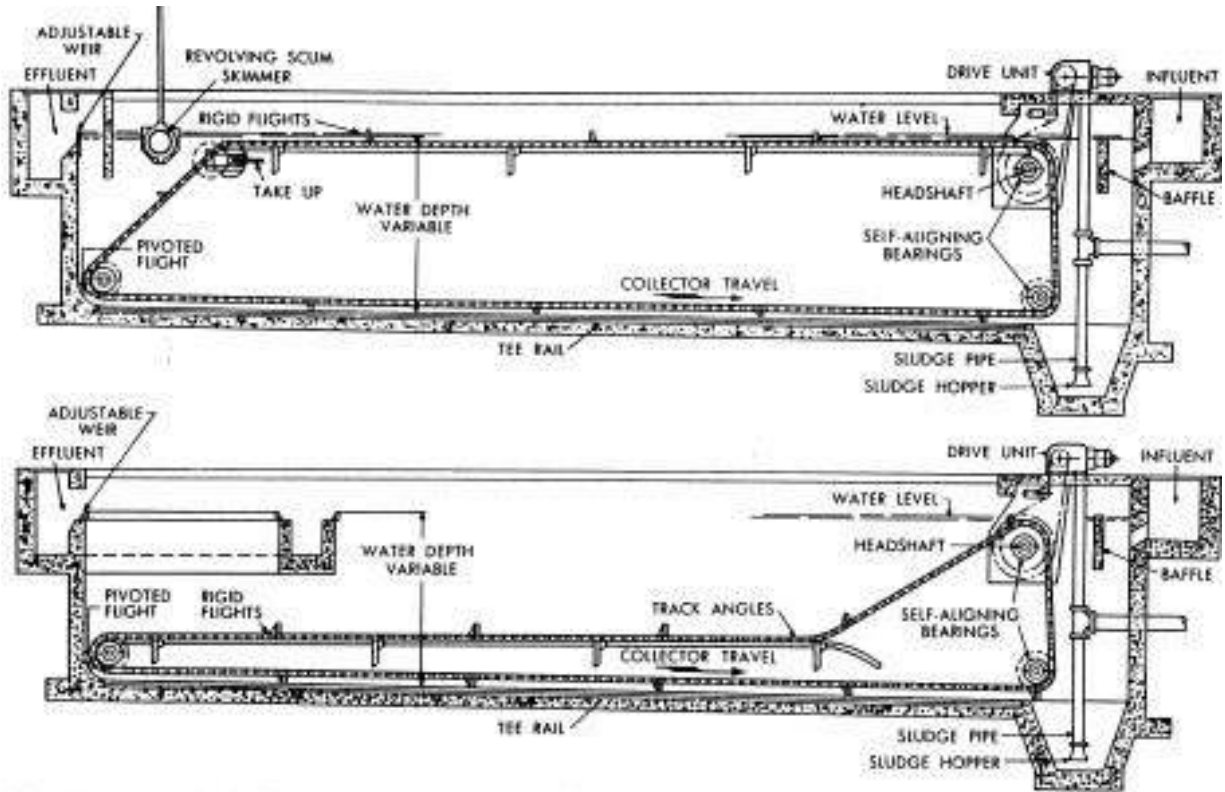 ADJUSTABLE
WEIR
EFFLUENT
REVOLVING SCUM
SKIMMER
DRIVE UNIT
INFLUENT
RIGID FLIGHTS
WATER LEVEL
TAKE UP
HEADSHAFT
BAFFLE
WATER DEPTH
VARIABLE
PIVOTED
FLIGHT
SELF-ALIGNING
BEARINGS
COLLECTOR TRAVEL
TEE RAIL
SLUDGE PIPE
SLUDGE HOPPER
ADJUSTABLE
WEIR
EFFLUENT
DRIVE UNIT
INFLUENT
WATER LEVEL
WATER DEPTH
VARIABLE
HEADSHAFT
BAFFLE
PIVOTED
FLIGHT
RIGID
FLIGHTS
TRACK ANGLES
SELF-ALIGNING
BEARINGS
COLLECTOR TRAVEL
TEE RAIL
SLUDGE PIPE
SLUDGE HOPPER